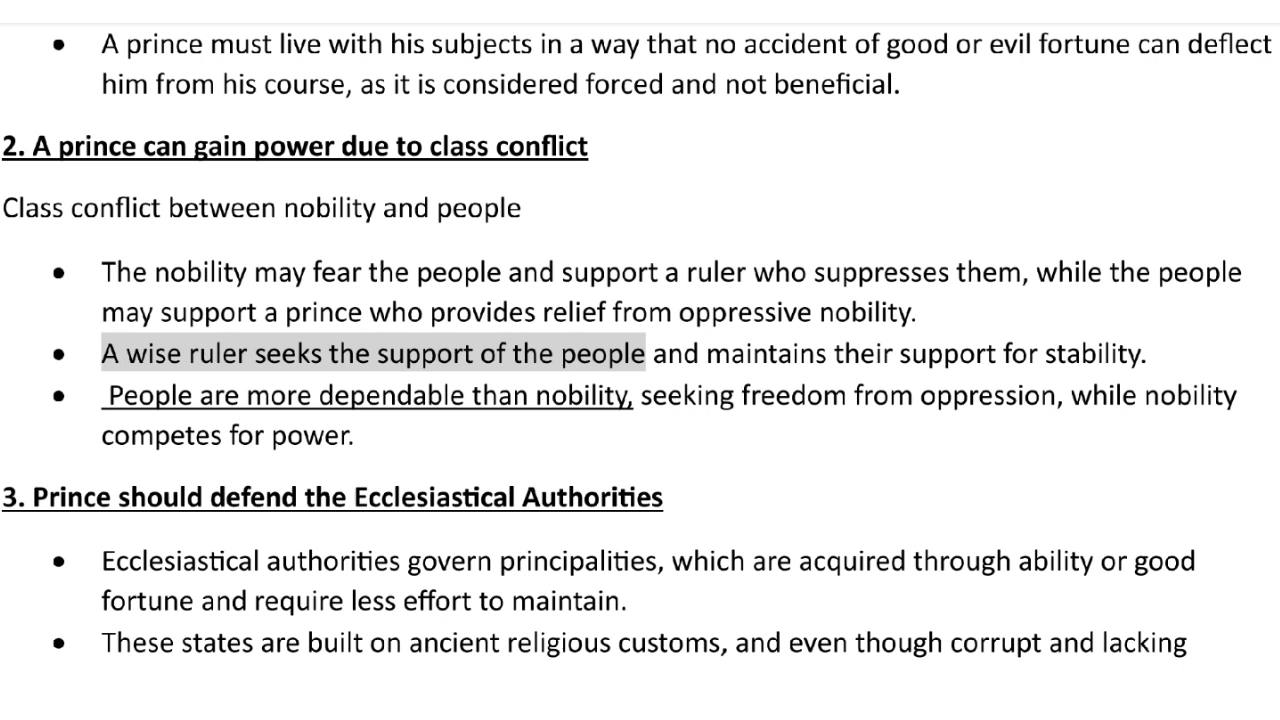 • A prince must live with his subjects in a way that no accident of good or evil fortune can deflect
him from his course, as it is considered forced and not beneficial.
2. A prince can gain power due to class conflict
Class conflict between nobility and people
• The nobility may fear the people and support a ruler who suppresses them, while the people
may support a prince who provides relief from oppressive nobility.
• A wise ruler seeks the support of the people and maintains their support for stability.
• People are more dependable than nobility, seeking freedom from oppression, while nobility
competes for power.
3. Prince should defend the Ecclesiastical Authorities
• Ecclesiastical authorities govern principalities, which are acquired through ability or good
fortune and require less effort to maintain.
• These states are built on ancient religious customs, and even though corrupt and lacking